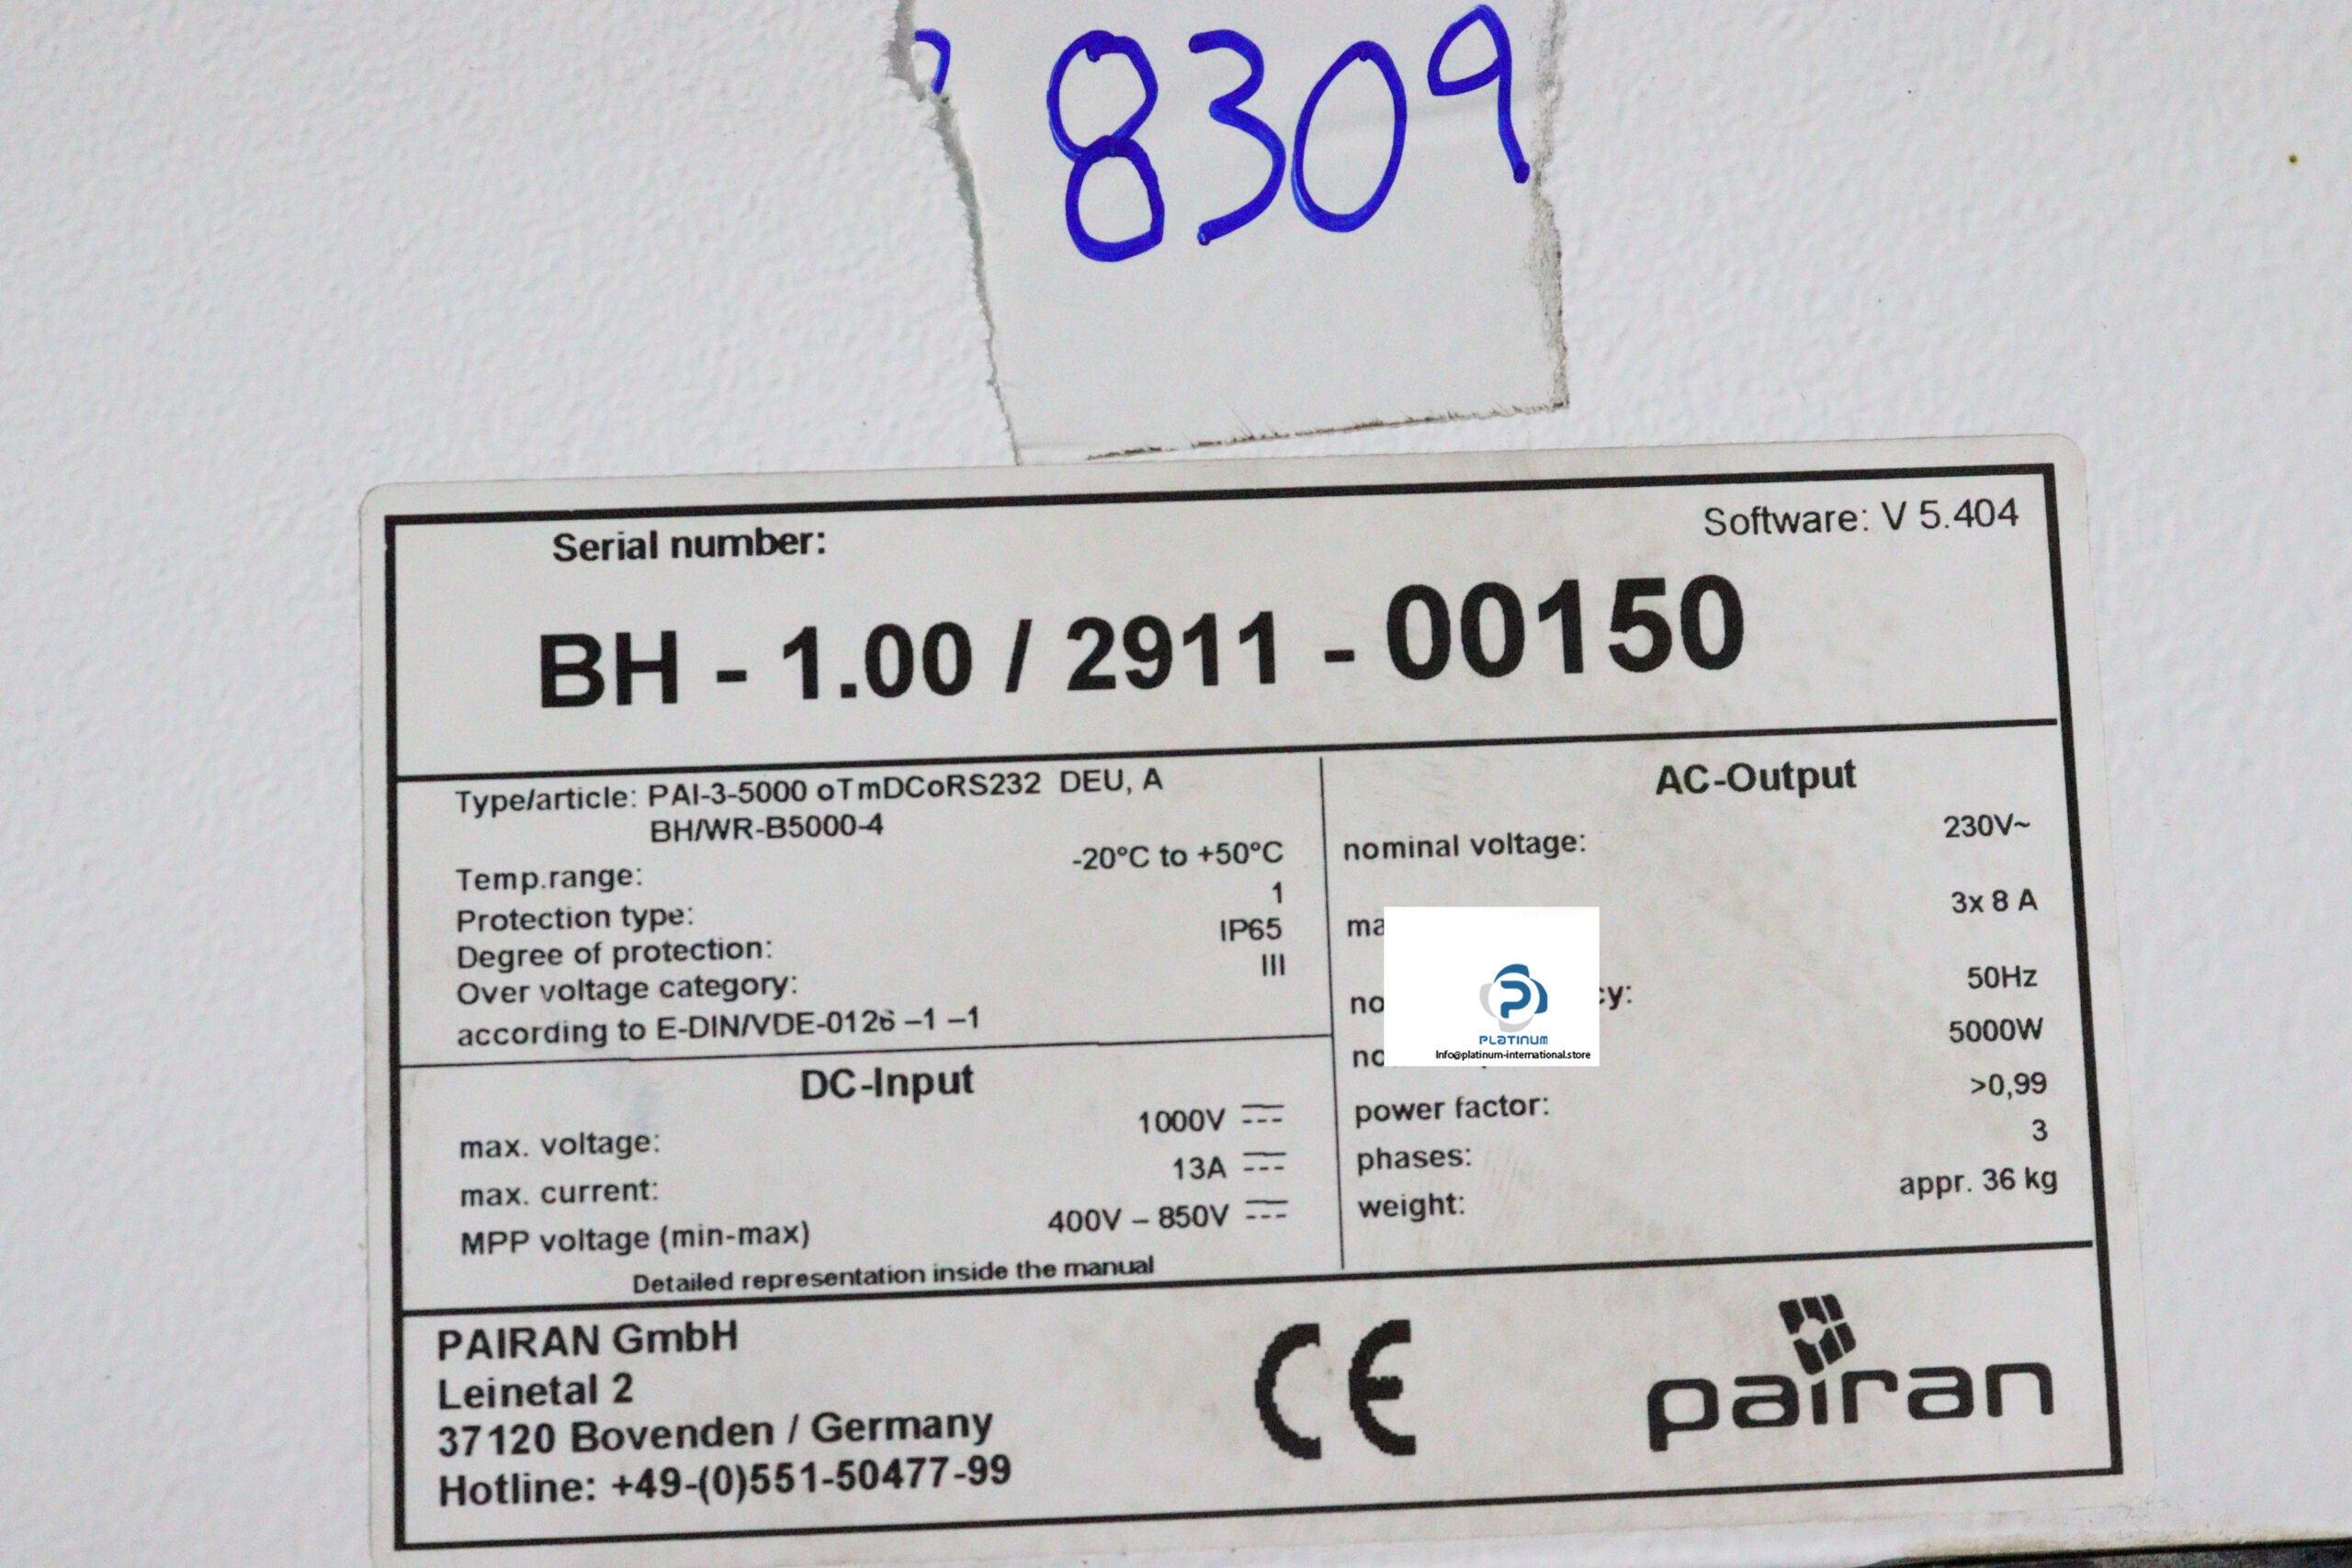 8309
Serial number:
Software: V 5.404
BH - 1.00 / 2911 - 00150
Type/article: PAI-3-5000 oTmDCoRS232 DEU, A
BH/WR-B5000-4
Temp.range: -20°C to +50°C
Protection type: 1
Degree of protection: IP65
Over voltage category: III
according to E-DIN/VDE-0126 –1 –1
DC-Input
max. voltage: 1000V
max. current: 13A
MPP voltage (min-max) 400V – 850V
Detailed representation inside the manual
AC-Output
nominal voltage: 230V~
3x 8 A
50Hz
5000W
power factor: >0,99
phases: 3
weight: appr. 36 kg
PLATINUM
Info@platinum-international.store
PAIRAN GmbH
Leinetal 2
37120 Bovenden / Germany
Hotline: +49-(0)551-50477-99
CE
pairan